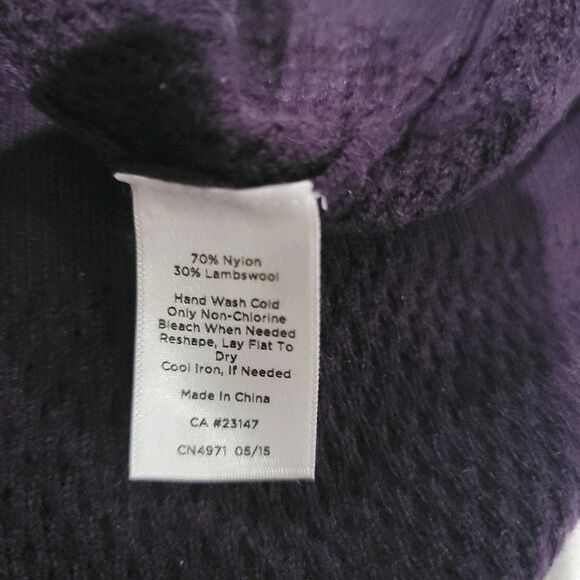 70% Nylon
30% Lambswool
Hand Wash Cold
Only Non-Chlorine
Bleach When Needed
Reshape, Lay Flat To
Dry
Cool Iron, If Needed
Made In China
CA #23147
CN4971 05/15